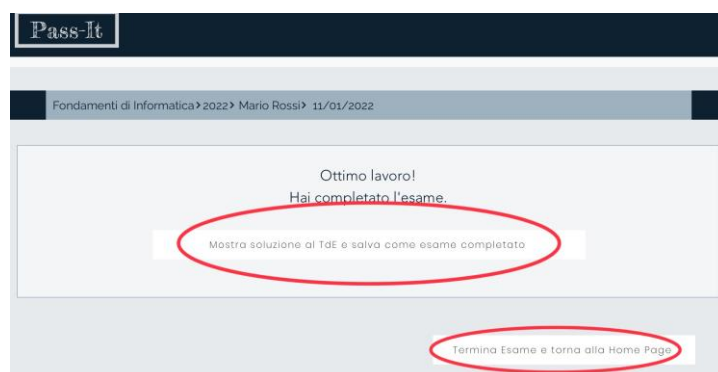 Pass-It
Fondamenti di Informatica> 2022> Mario Rossi> 11/01/2022
Ottimo lavoro!
Hai completato l'esame.
Mostra soluzione al TdE e salva come esame completato
Termina Esame e torna alla Home Page